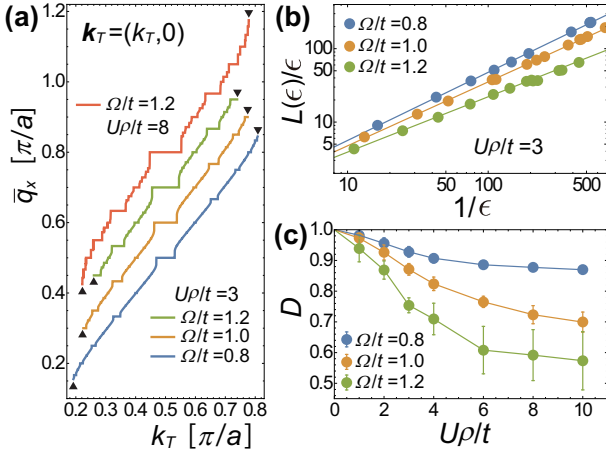 (a)
k_T=(k_T,0)
Ω/t=1.2
Uρ/t=8
Uρ/t=3
Ω/t=1.2
Ω/t=1.0
Ω/t=0.8
1.2
1.0
0.8
0.6
0.4
0.2
q̅_x [π/a]
0.2 0.3 0.4 0.5 0.6 0.7 0.8
k_T [π/a]
(b)
Ω/t=0.8
Ω/t=1.0
Ω/t=1.2
Uρ/t=3
100
50
10
5
L(ϵ)/ϵ
10 50 100 500
1/ϵ
(c)
Ω/t=0.8
Ω/t=1.0
Ω/t=1.2
1.0
0.9
0.8
0.7
0.6
0.5
D
0 2 4 6 8 10
Uρ/t